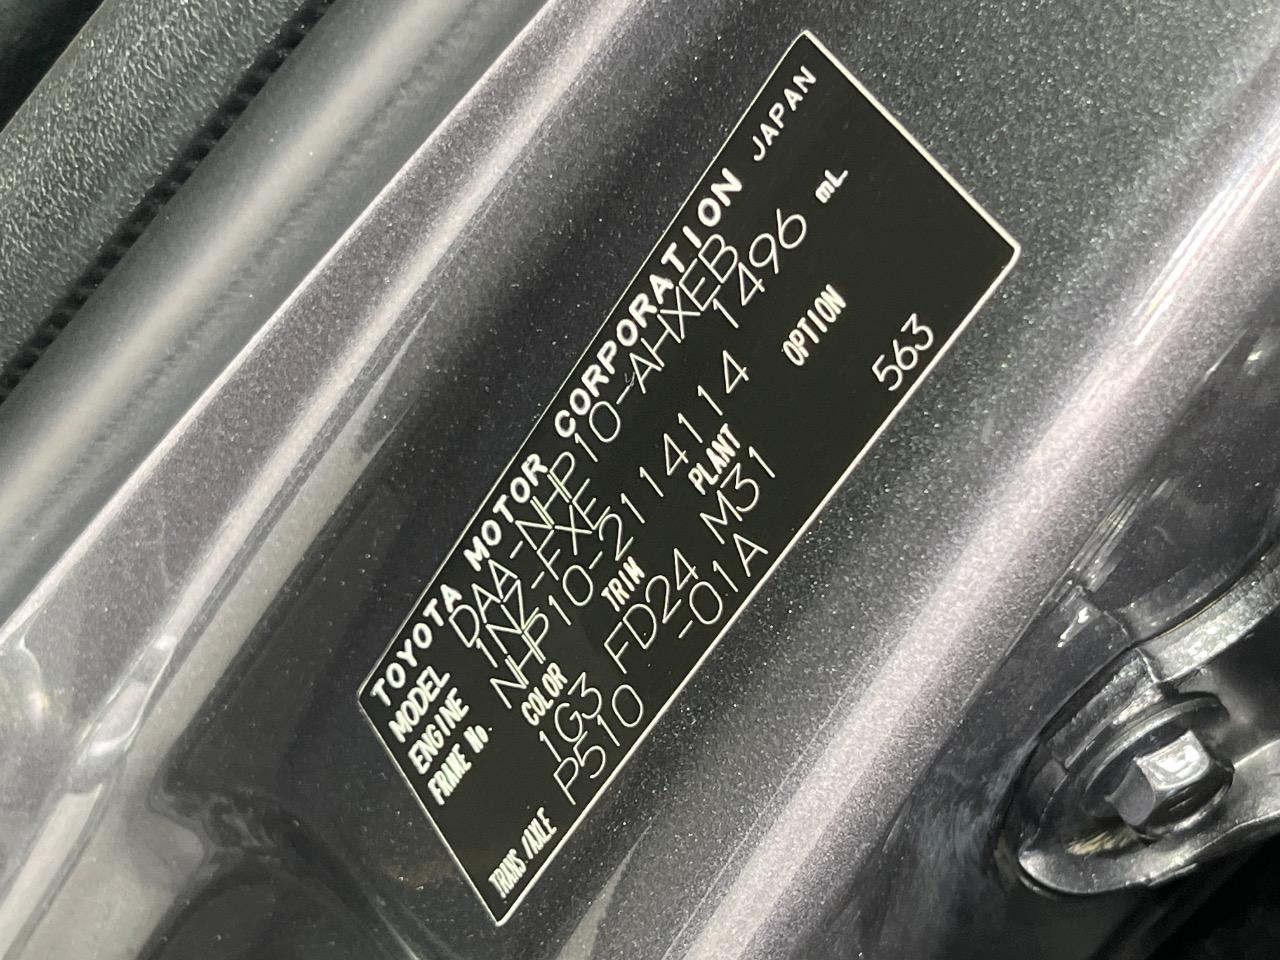 TOYOTA MOTOR CORPORATION JAPAN
MODEL DAA-NHP10-AHXEB
ENGINE 1NZ-FXE 1496 mL
FRAME No. NHP10-2114114
COLOR TRIM PLANT OPTION
1G3 FD24 M31 563
TRANS/AXLE P510 -01A